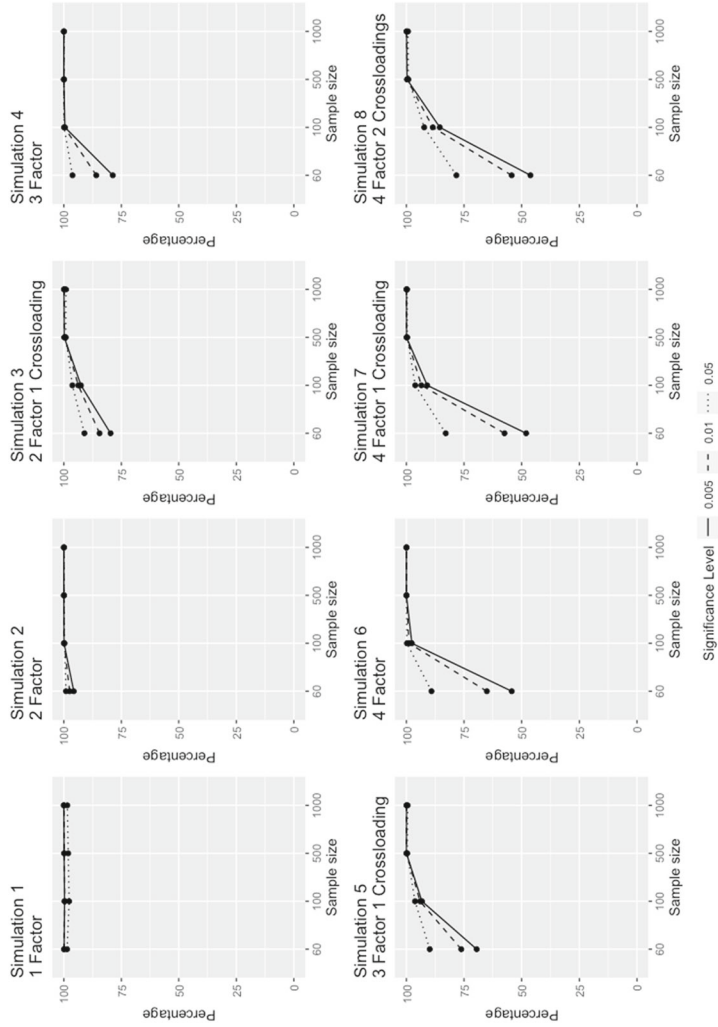 Simulation 1
1 Factor
100
75
50
25
0
Percentage
60 100 500 1000
Sample size
Simulation 2
2 Factor
100
75
50
25
0
Percentage
60 100 500 1000
Sample size
Simulation 3
2 Factor 1 Crossloading
100
75
50
25
0
Percentage
60 100 500 1000
Sample size
Simulation 4
3 Factor
100
75
50
25
0
Percentage
60 100 500 1000
Sample size
Simulation 5
3 Factor 1 Crossloading
100
75
50
25
0
Percentage
60 100 500 1000
Sample size
Simulation 6
4 Factor
100
75
50
25
0
Percentage
60 100 500 1000
Sample size
Simulation 7
4 Factor 1 Crossloading
100
75
50
25
0
Percentage
60 100 500 1000
Sample size
Simulation 8
4 Factor 2 Crossloadings
100
75
50
25
0
Percentage
60 100 500 1000
Sample size
Significance Level 0.005 0.01 0.05